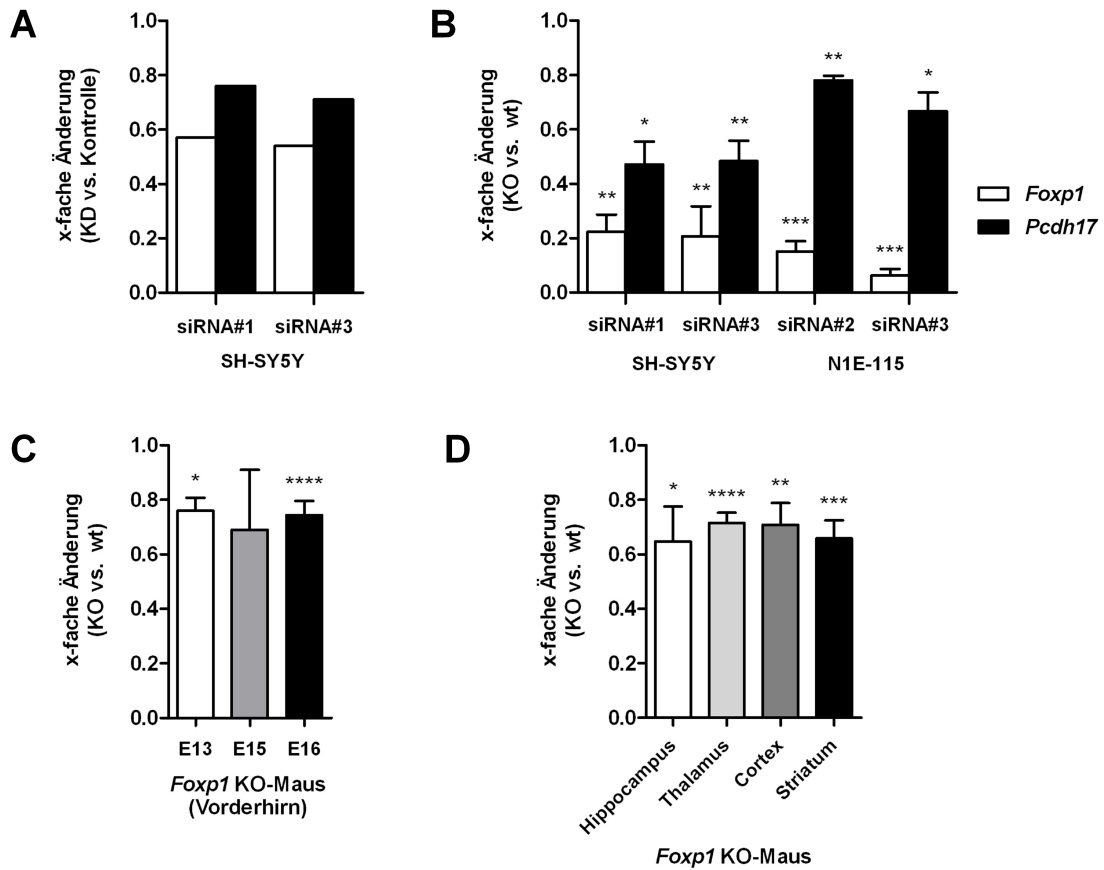 A
x-fache Änderung
(KD vs. Kontrolle)
1.0
0.8
0.6
0.4
0.2
0.0
siRNA#1 siRNA#3
SH-SY5Y
B
x-fache Änderung
(KO vs. wt)
1.0
0.8
0.6
0.4
0.2
0.0
** * ** ** *** ** *** *
siRNA#1 siRNA#3 siRNA#2 siRNA#3
SH-SY5Y N1E-115
Foxp1
Pcdh17
C
x-fache Änderung
(KO vs. wt)
1.0
0.8
0.6
0.4
0.2
0.0
* ****
E13 E15 E16
Foxp1 KO-Maus
(Vorderhirn)
D
x-fache Änderung
(KO vs. wt)
1.0
0.8
0.6
0.4
0.2
0.0
* **** ** ***
Hippocampus
Thalamus
Cortex
Striatum
Foxp1 KO-Maus